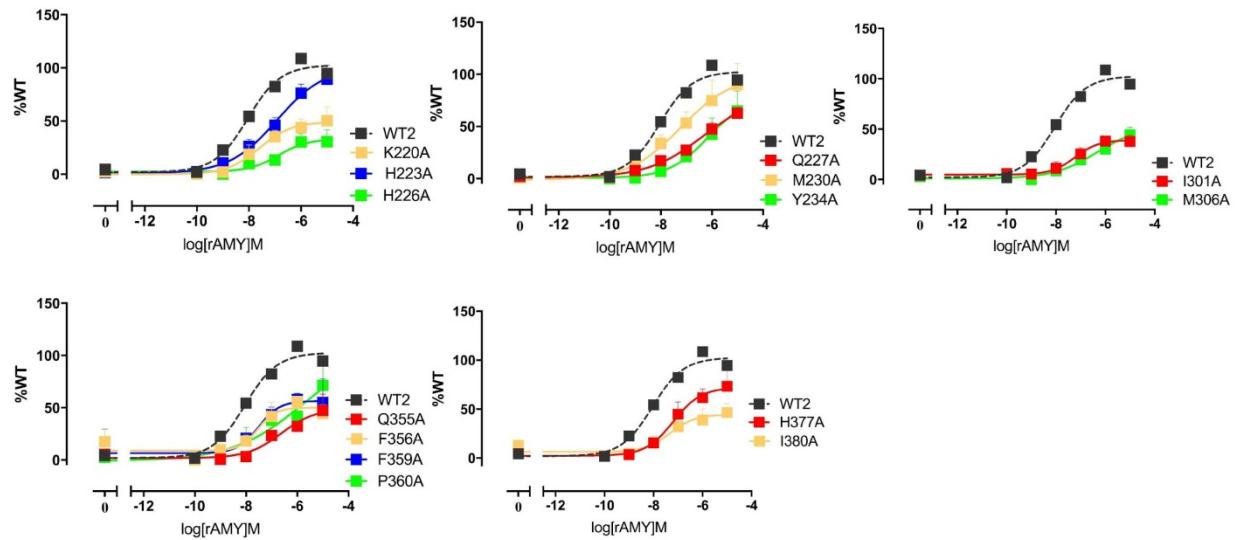 150
100
50
0
%WT
0
-12
-10
-8
-6
-4
log[rAMY]M
WT2
K220A
H223A
H226A
150
100
50
0
%WT
0
-12
-10
-8
-6
-4
log[rAMY]M
WT2
Q227A
M230A
Y234A
150
100
50
0
%WT
0
-12
-10
-8
-6
-4
log[rAMY]M
WT2
I301A
M306A
150
100
50
0
%WT
0
-12
-10
-8
-6
-4
log[rAMY]M
WT2
Q355A
F356A
F359A
P360A
150
100
50
0
%WT
0
-12
-10
-8
-6
-4
log[rAMY]M
WT2
H377A
I380A